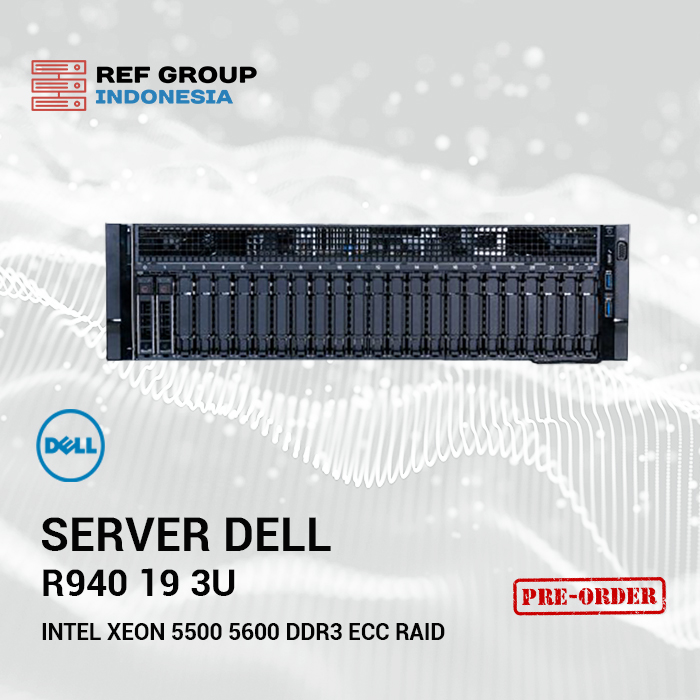 REF GROUP
INDONESIA
DELL
SERVER DELL
R940 19 3U
PRE-ORDER
INTEL XEON 5500 5600 DDR3 ECC RAID